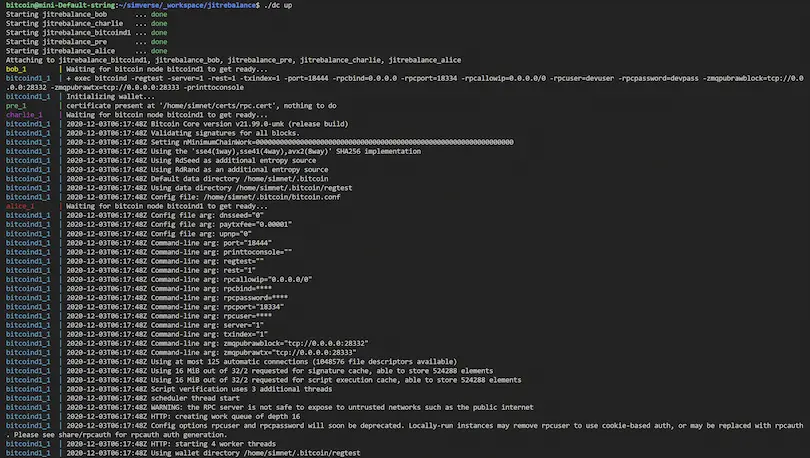 bitcoin@mini-Default-string:~/simverse/_workspace/jitrebalance$ ./dc up
Starting jitrebalance_bob ... done
Starting jitrebalance_charlie ... done
Starting jitrebalance_bitcoind1 ... done
Starting jitrebalance_pre ... done
Starting jitrebalance_alice ... done
Attaching to jitrebalance_bitcoind1, jitrebalance_bob, jitrebalance_pre, jitrebalance_charlie, jitrebalance_alice
bob_1 | Waiting for bitcoin node bitcoind1 to get ready...
bitcoind1_1 | + exec bitcoind -regtest -server=1 -rest=1 -txindex=1 -port=18444 -rpcbind=0.0.0.0 -rpcport=18334 -rpcallowip=0.0.0.0/0 -rpcuser=devuser -rpcpassword=devpass -zmqpubrawblock=tcp://0.0
.0.0:28332 -zmqpubrawtx=tcp://0.0.0.0:28333 -printtoconsole
bitcoind1_1 | Initializing wallet...
pre_1 | certificate present at '/home/simnet/certs/rpc.cert', nothing to do
charlie_1 | Waiting for bitcoin node bitcoind1 to get ready...
bitcoind1_1 | 2020-12-03T06:17:48Z Bitcoin Core version v21.99.0-unk (release build)
bitcoind1_1 | 2020-12-03T06:17:48Z Validating signatures for all blocks.
bitcoind1_1 | 2020-12-03T06:17:48Z Setting nMinimumChainWork=0000000000000000000000000000000000000000000000000000000000000000
bitcoind1_1 | 2020-12-03T06:17:48Z Using the 'sse4(1way),sse41(4way),avx2(8way)' SHA256 implementation
bitcoind1_1 | 2020-12-03T06:17:48Z Using RdSeed as additional entropy source
bitcoind1_1 | 2020-12-03T06:17:48Z Using RdRand as an additional entropy source
bitcoind1_1 | 2020-12-03T06:17:48Z Default data directory /home/simnet/.bitcoin
bitcoind1_1 | 2020-12-03T06:17:48Z Using data directory /home/simnet/.bitcoin/regtest
bitcoind1_1 | 2020-12-03T06:17:48Z Config file: /home/simnet/.bitcoin/bitcoin.conf
alice_1 | Waiting for bitcoin node bitcoind1 to get ready...
bitcoind1_1 | 2020-12-03T06:17:48Z Config file arg: dnsseed="0"
bitcoind1_1 | 2020-12-03T06:17:48Z Config file arg: paytxfee="0.00001"
bitcoind1_1 | 2020-12-03T06:17:48Z Config file arg: upnp="0"
bitcoind1_1 | 2020-12-03T06:17:48Z Command-line arg: port="18444"
bitcoind1_1 | 2020-12-03T06:17:48Z Command-line arg: printtoconsole=""
bitcoind1_1 | 2020-12-03T06:17:48Z Command-line arg: regtest=""
bitcoind1_1 | 2020-12-03T06:17:48Z Command-line arg: rest="1"
bitcoind1_1 | 2020-12-03T06:17:48Z Command-line arg: rpcallowip="0.0.0.0/0"
bitcoind1_1 | 2020-12-03T06:17:48Z Command-line arg: rpcbind=****
bitcoind1_1 | 2020-12-03T06:17:48Z Command-line arg: rpcpassword=****
bitcoind1_1 | 2020-12-03T06:17:48Z Command-line arg: rpcport="18334"
bitcoind1_1 | 2020-12-03T06:17:48Z Command-line arg: rpcuser=****
bitcoind1_1 | 2020-12-03T06:17:48Z Command-line arg: server="1"
bitcoind1_1 | 2020-12-03T06:17:48Z Command-line arg: txindex="1"
bitcoind1_1 | 2020-12-03T06:17:48Z Command-line arg: zmqpubrawblock="tcp://0.0.0.0:28332"
bitcoind1_1 | 2020-12-03T06:17:48Z Command-line arg: zmqpubrawtx="tcp://0.0.0.0:28333"
bitcoind1_1 | 2020-12-03T06:17:48Z Using at most 125 automatic connections (1048576 file descriptors available)
bitcoind1_1 | 2020-12-03T06:17:48Z Using 16 MiB out of 32/2 requested for signature cache, able to store 524288 elements
bitcoind1_1 | 2020-12-03T06:17:48Z Using 16 MiB out of 32/2 requested for script execution cache, able to store 524288 elements
bitcoind1_1 | 2020-12-03T06:17:48Z Script verification uses 3 additional threads
bitcoind1_1 | 2020-12-03T06:17:48Z scheduler thread start
bitcoind1_1 | 2020-12-03T06:17:48Z WARNING: the RPC server is not safe to expose to untrusted networks such as the public internet
bitcoind1_1 | 2020-12-03T06:17:48Z HTTP: creating work queue of depth 16
bitcoind1_1 | 2020-12-03T06:17:48Z Config options rpcuser and rpcpassword will soon be deprecated. Locally-run instances may remove rpcuser to use cookie-based auth, or may be replaced with rpcauth
. Please see share/rpcauth for rpcauth auth generation.
bitcoind1_1 | 2020-12-03T06:17:48Z HTTP: starting 4 worker threads
bitcoind1_1 | 2020-12-03T06:17:48Z Using wallet directory /home/simnet/.bitcoin/regtest